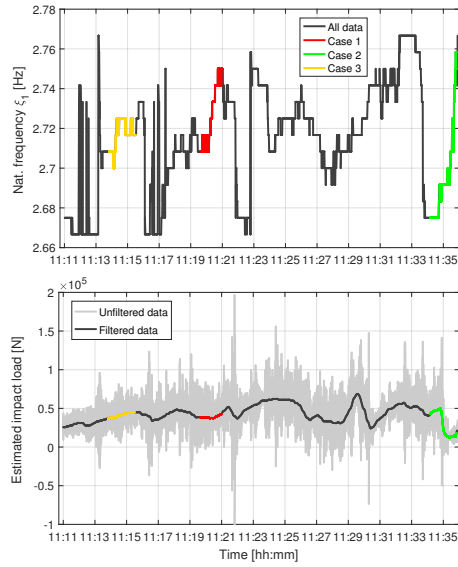 2.78
2.76
2.74
2.72
2.7
2.68
2.66
Nat. frequency ξ1 [Hz]
All data
Case 1
Case 2
Case 3
11:11 11:13 11:15 11:17 11:19 11:21 11:23 11:25 11:27 11:29 11:31 11:33 11:35
×10^5
2
1.5
1
0.5
0
-0.5
-1
Estimated impact load [N]
Unfiltered data
Filtered data
11:11 11:13 11:15 11:17 11:19 11:21 11:23 11:25 11:27 11:29 11:31 11:33 11:35
Time [hh:mm]